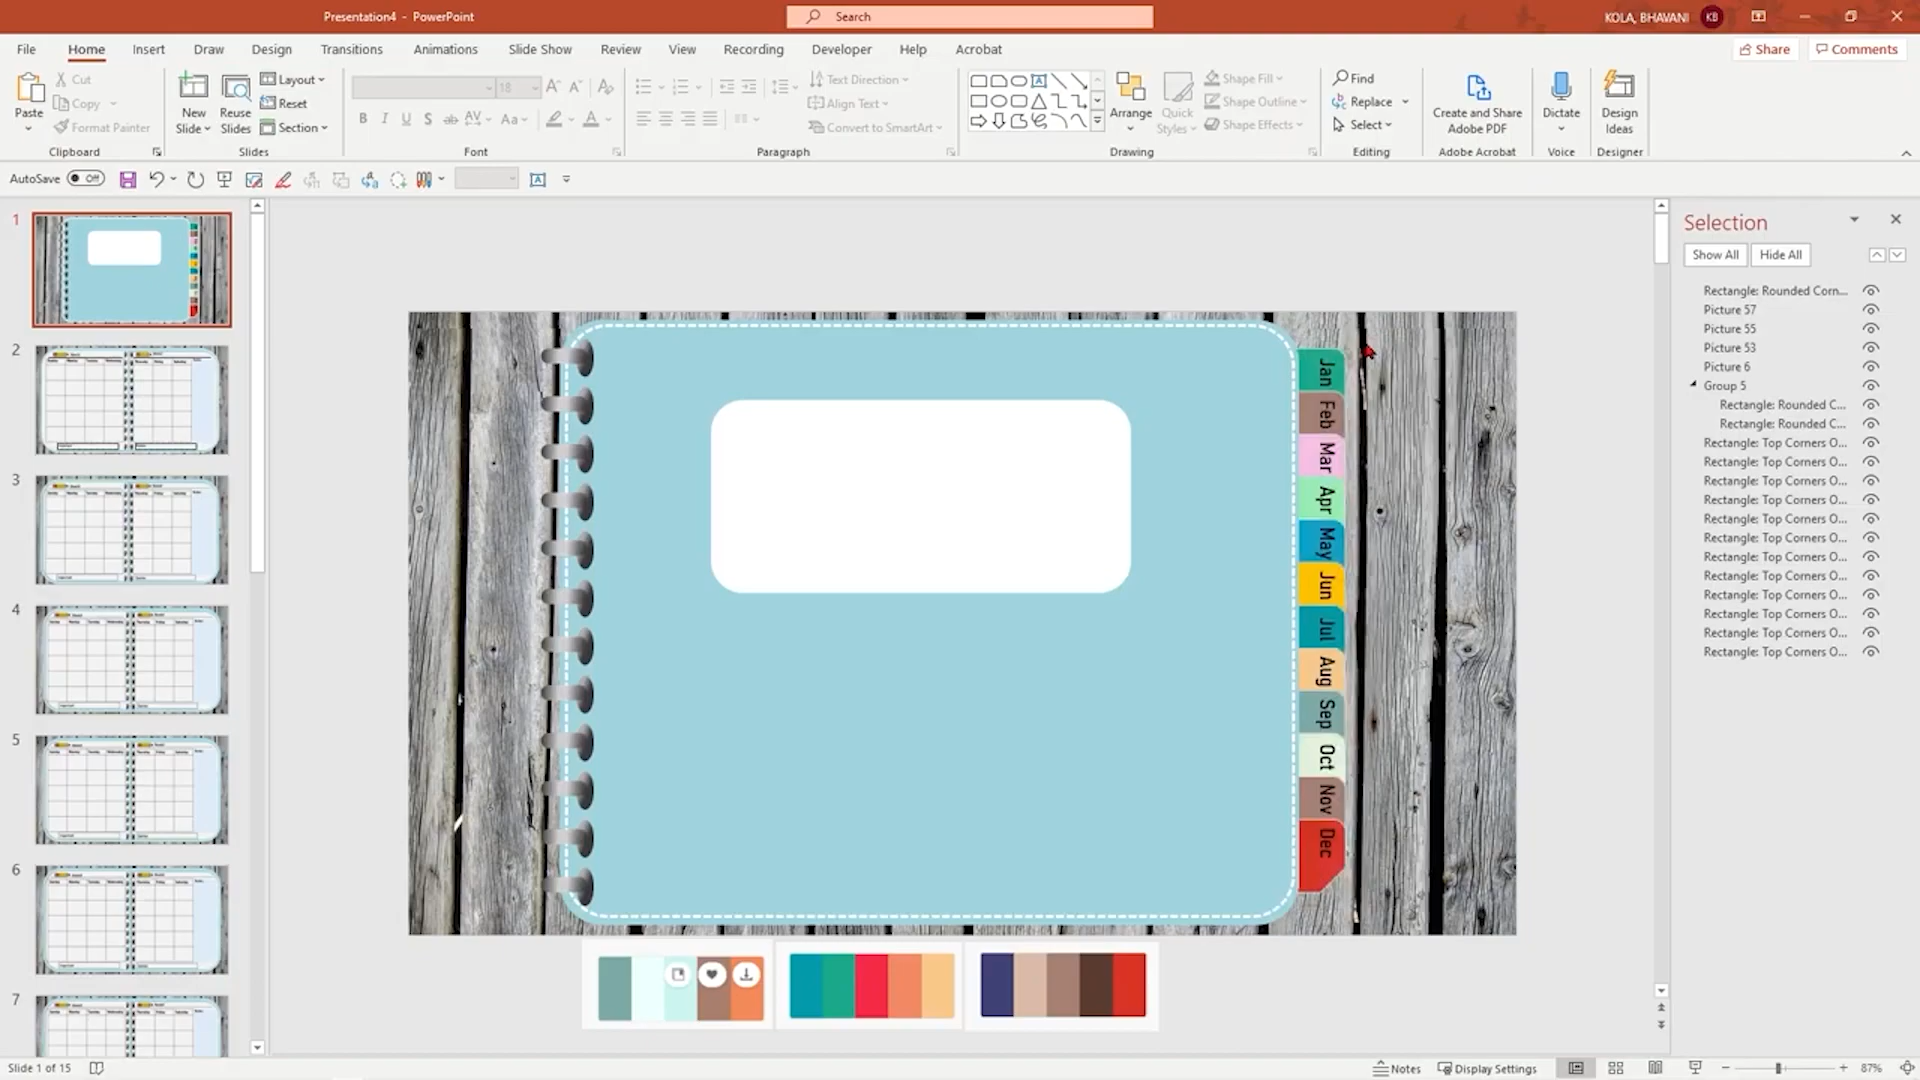 Presentation4 - PowerPoint
Search
KOLA, BHAVANI
KB
File Home Insert Draw Design Transitions Animations Slide Show Review View Recording Developer Help Acrobat
Share Comments
Paste
Cut
Copy
Format Painter
Clipboard
New Slide
Reuse Slides
Layout
Reset
Section
Slides
18
Font
Text Direction
Align Text
Convert to SmartArt
Paragraph
Arrange
Quick Styles
Shape Fill
Shape Outline
Shape Effects
Drawing
Find
Replace
Select
Editing
Create and Share Adobe PDF
Adobe Acrobat
Dictate
Voice
Design Ideas
Designer
AutoSave Off
1
2
3
4
5
6
7
Jan
Feb
Mar
Apr
May
Jun
Jul
Aug
Sep
Oct
Nov
Dec
Selection
Show All Hide All
Rectangle: Rounded Corn...
Picture 57
Picture 55
Picture 53
Picture 6
Group 5
Rectangle: Rounded C...
Rectangle: Rounded C...
Rectangle: Top Corners O...
Rectangle: Top Corners O...
Rectangle: Top Corners O...
Rectangle: Top Corners O...
Rectangle: Top Corners O...
Rectangle: Top Corners O...
Rectangle: Top Corners O...
Rectangle: Top Corners O...
Rectangle: Top Corners O...
Rectangle: Top Corners O...
Rectangle: Top Corners O...
Rectangle: Top Corners O...
Slide 1 of 15
Notes Display Settings 87%